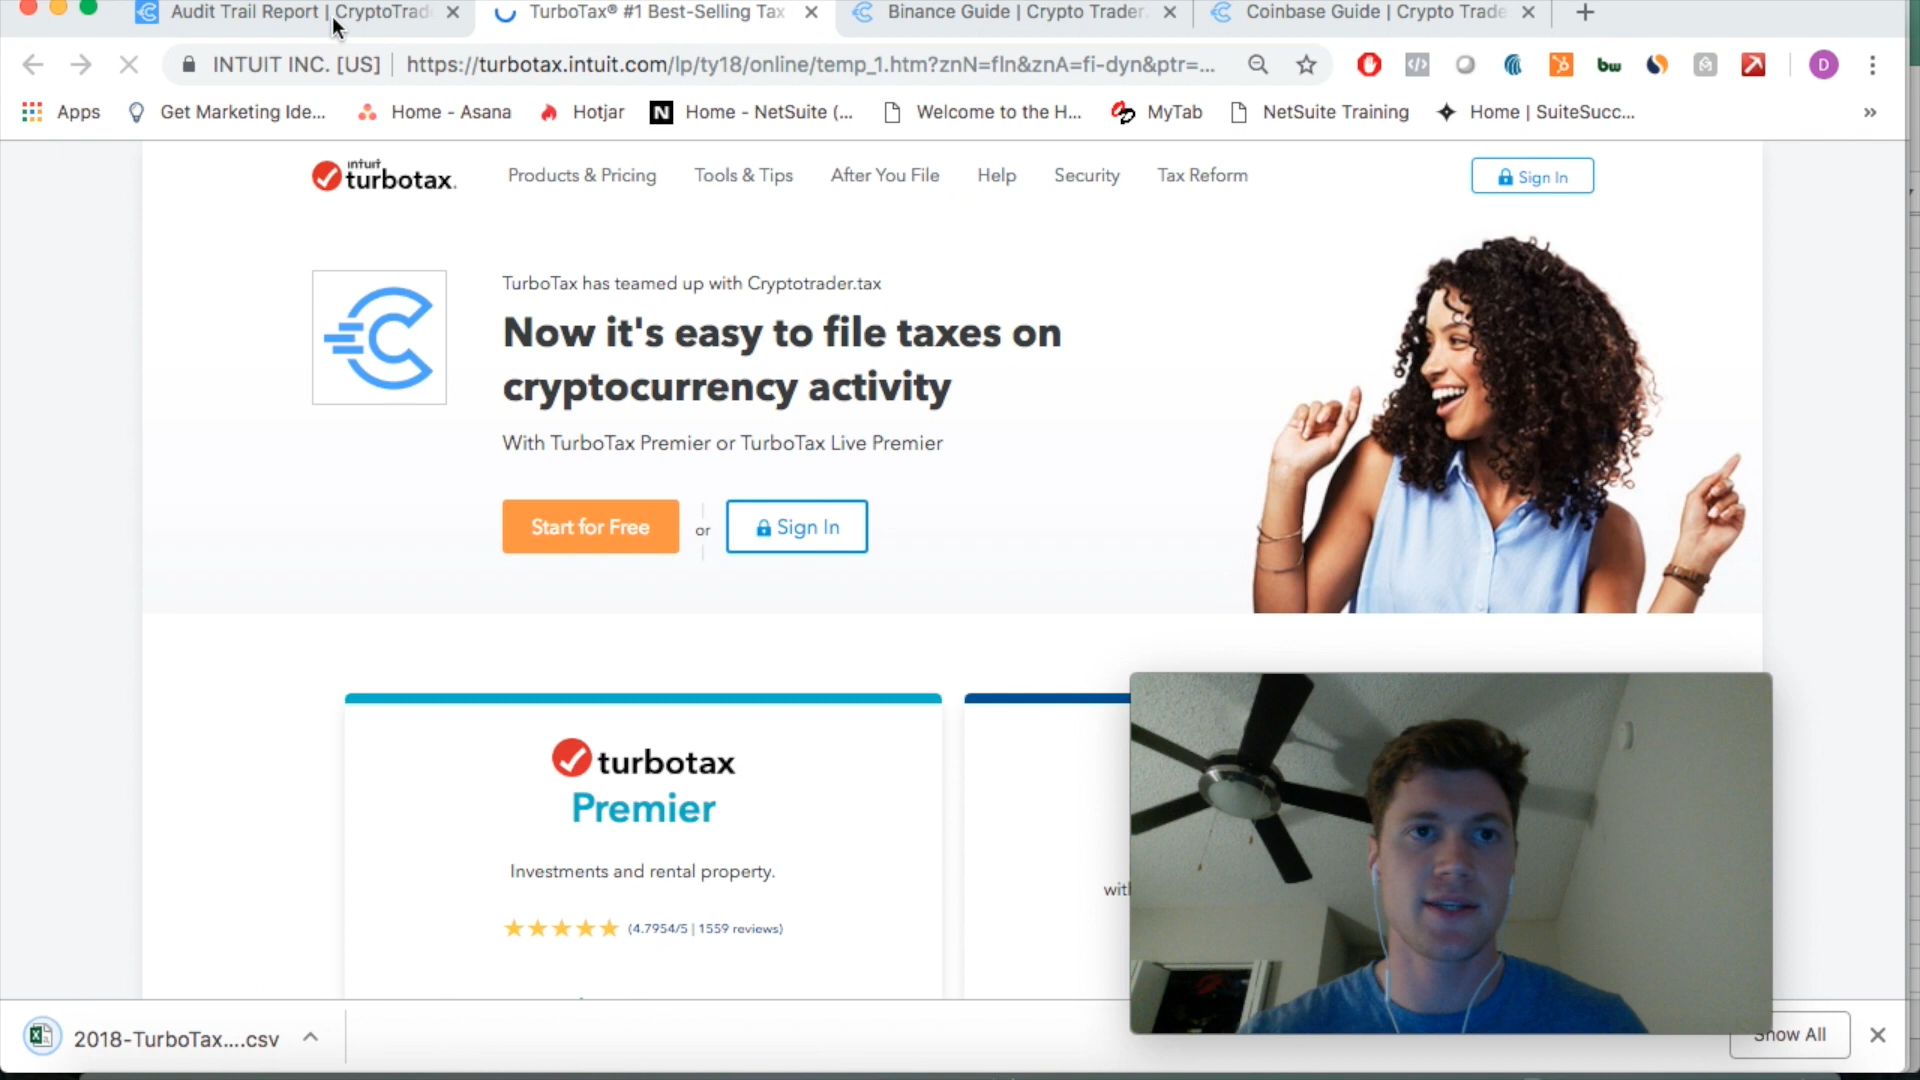 Audit Trail Report | CryptoTrad
TurboTax® #1 Best-Selling Tax
Binance Guide | Crypto Trader.
Coinbase Guide | Crypto Trade
INTUIT INC. [US]
https://turbotax.intuit.com/lp/ty18/online/temp_1.htm?znN=fln&znA=fi-dyn&ptr=...
bw
D
Apps
Get Marketing Ide...
Home - Asana
Hotjar
N
Home - NetSuite (...
Welcome to the H...
MyTab
NetSuite Training
Home | SuiteSucc...
»
intuit
turbotax.
Products & Pricing
Tools & Tips
After You File
Help
Security
Tax Reform
Sign In
TurboTax has teamed up with Cryptotrader.tax
Now it's easy to file taxes on
cryptocurrency activity
With TurboTax Premier or TurboTax Live Premier
Start for Free
or
Sign In
turbotax
Premier
Investments and rental property.
(4.7954/5 | 1559 reviews)
with
2018-TurboTax....csv
Show All